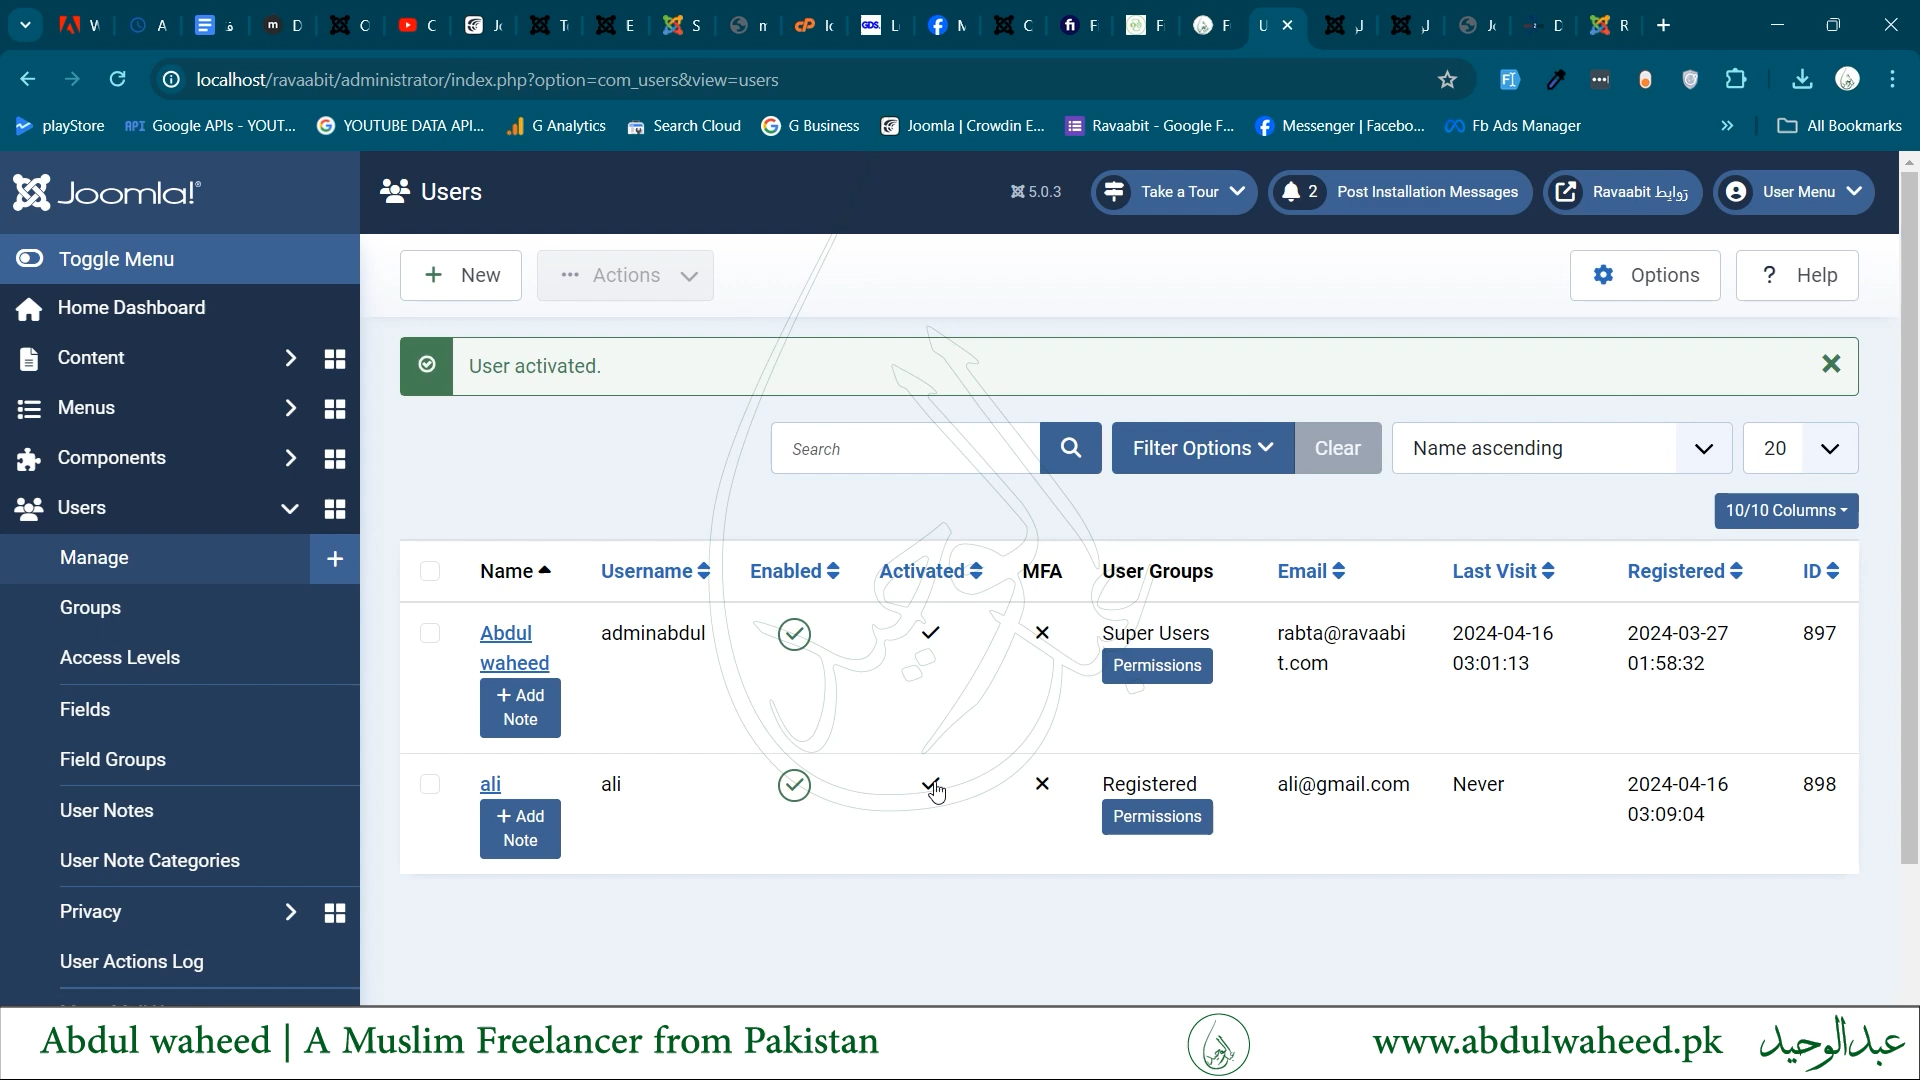 localhost/ravaabit/administrator/index.php?option=com_users&view=users
playStore
API Google APIs - YOUT...
YOUTUBE DATA API...
G Analytics
Search Cloud
G Business
Joomla | Crowdin E...
Ravaabit - Google F...
Messenger | Facebo...
Fb Ads Manager
All Bookmarks
Joomla!
Users
5.0.3
Take a Tour
2 Post Installation Messages
Ravaabit روابط
User Menu
Toggle Menu
Home Dashboard
Content
Menus
Components
Users
Manage
Groups
Access Levels
Fields
Field Groups
User Notes
User Note Categories
Privacy
User Actions Log
+ New
Actions
Options
? Help
User activated.
Search
Filter Options
Clear
Name ascending
20
10/10 Columns
Name Username Enabled Activated MFA User Groups Email Last Visit Registered ID
Abdul adminabdul Super Users rabta@ravaabi 2024-04-16 2024-03-27 897
waheed Permissions t.com 03:01:13 01:58:32
+ Add
Note
ali ali Registered ali@gmail.com Never 2024-04-16 898
+ Add Permissions 03:09:04
Note
Abdul waheed | A Muslim Freelancer from Pakistan
www.abdulwaheed.pk
عبدالوحید